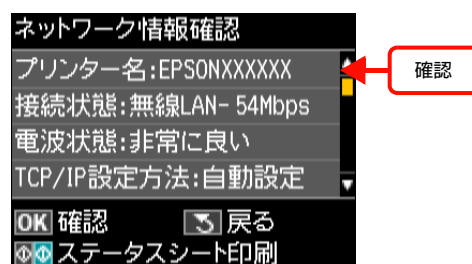 ネットワーク情報確認
プリンター名:EPSONXXXXXX
確認
接続状態:無線LAN- 54Mbps
電波状態:非常に良い
TCP/IP設定方法:自動設定
OK 確認 戻る
ステータスシート印刷